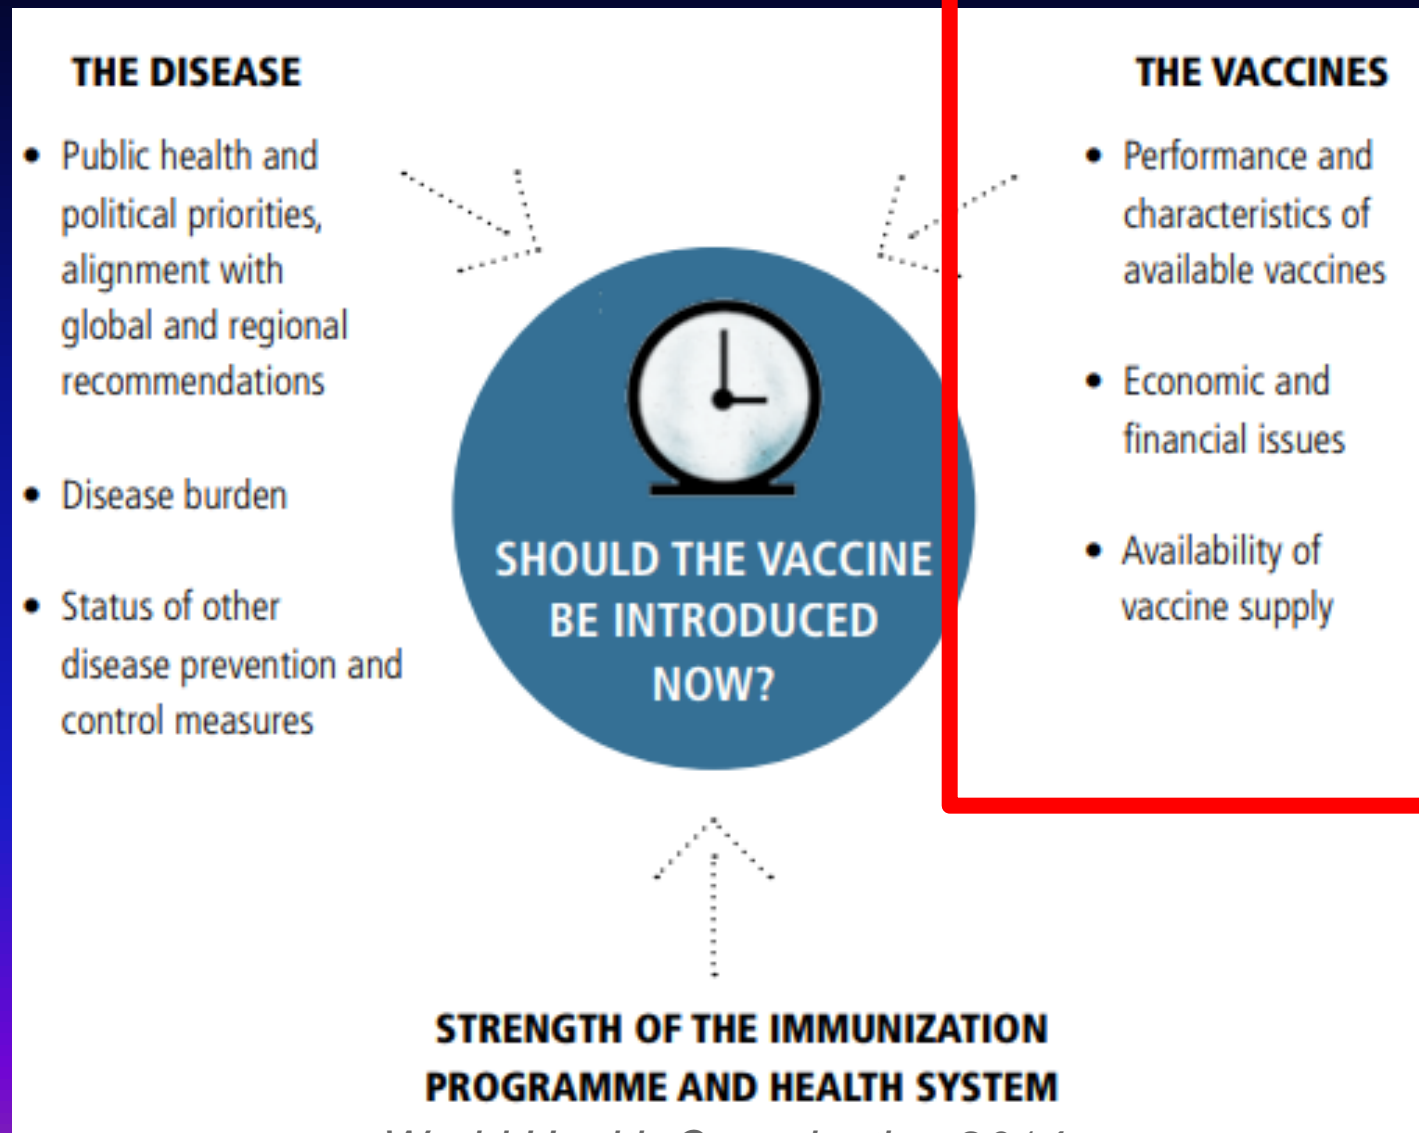 THE DISEASE
• Public health and
political priorities,
alignment with
global and regional
recommendations
• Disease burden
• Status of other
disease prevention and
control measures
SHOULD THE VACCINE
BE INTRODUCED
NOW?
THE VACCINES
• Performance and
characteristics of
available vaccines
• Economic and
financial issues
• Availability of
vaccine supply
STRENGTH OF THE IMMUNIZATION
PROGRAMME AND HEALTH SYSTEM